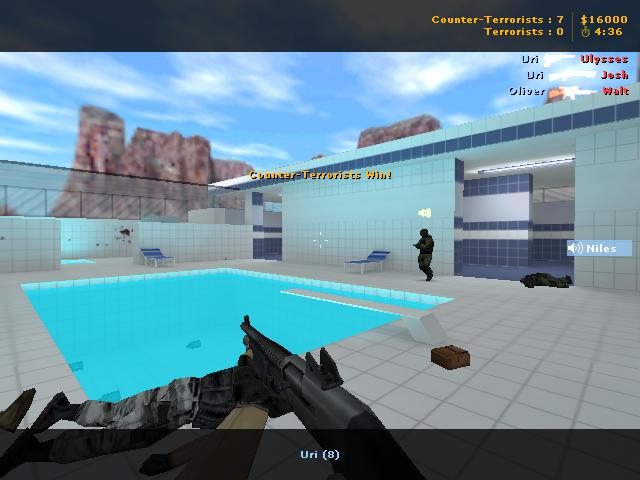 Counter-Terrorists : 7 $16000
Terrorists : 0 4:36
Uri Ulysses
Uri Josh
Oliver Walt
Counter-Terrorists Win!
Niles
Uri (8)